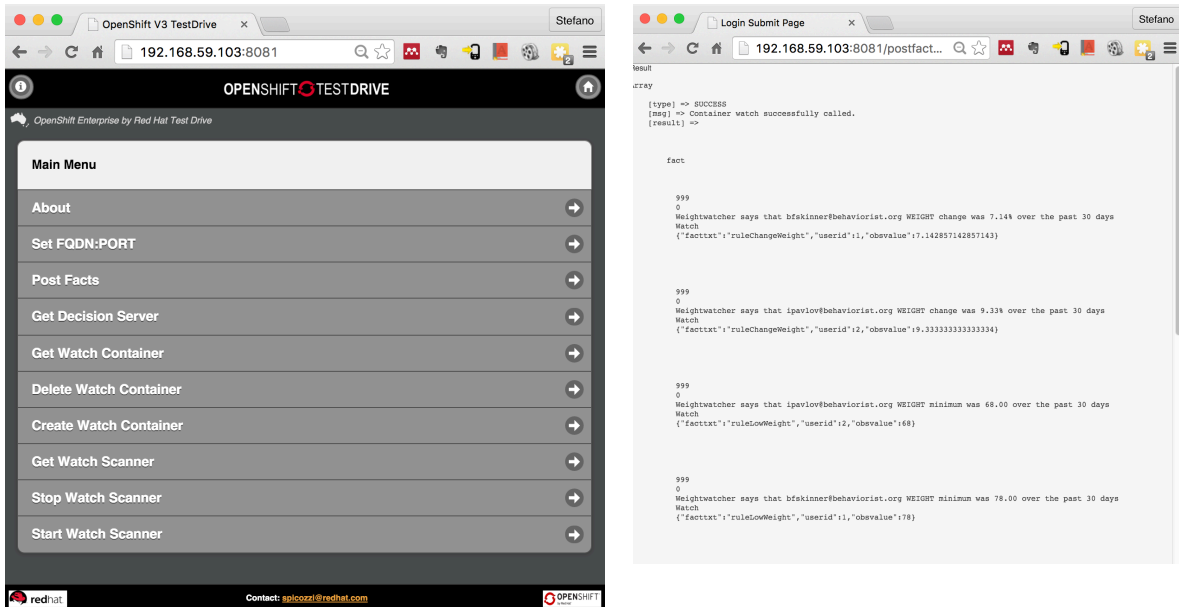 OpenShift V3 TestDrive
Stefano
192.168.59.103:8081
2
OPENSHIFT TESTDRIVE
OpenShift Enterprise by Red Hat Test Drive
Main Menu
About
Set FQDN:PORT
Post Facts
Get Decision Server
Get Watch Container
Delete Watch Container
Create Watch Container
Get Watch Scanner
Stop Watch Scanner
Start Watch Scanner
redhat
Contact: spicozzi@redhat.com
OPENSHIFT
Login Submit Page
Stefano
192.168.59.103:8081/postfact...
2
Result
Array
[type] => SUCCESS
[msg] => Container watch successfully called.
[result] =>
fact
999
0
Weightwatcher says that bfskinner@behaviorist.org WEIGHT change was 7.14% over the past 30 days
Watch
{"facttxt":"ruleChangeWeight","userid":1,"obsvalue":7.142857142857143}
999
0
Weightwatcher says that ipavlov@behaviorist.org WEIGHT change was 9.33% over the past 30 days
Watch
{"facttxt":"ruleChangeWeight","userid":2,"obsvalue":9.333333333333334}
999
0
Weightwatcher says that ipavlov@behaviorist.org WEIGHT minimum was 68.00 over the past 30 days
Watch
{"facttxt":"ruleLowWeight","userid":2,"obsvalue":68}
999
0
Weightwatcher says that bfskinner@behaviorist.org WEIGHT minimum was 78.00 over the past 30 days
Watch
{"facttxt":"ruleLowWeight","userid":1,"obsvalue":78}